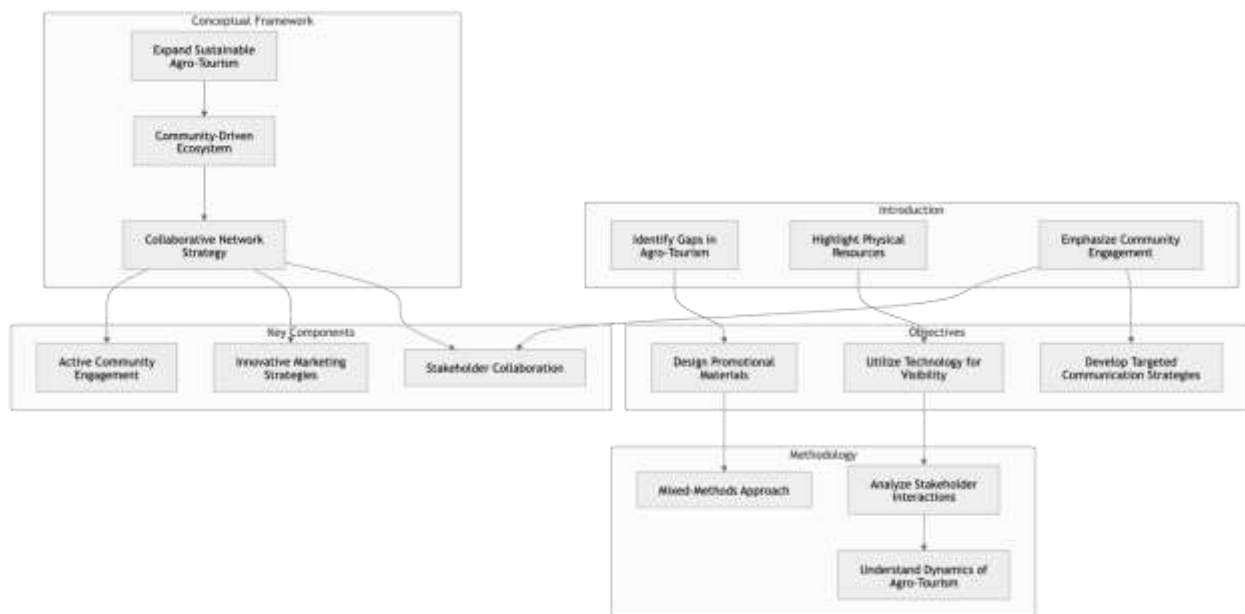 Conceptual Framework
Expand Sustainable
Agro-Tourism
Community-Driven
Ecosystem
Collaborative Network
Strategy
Introduction
Identify Gaps in
Agro-Tourism
Highlight Physical
Resources
Emphasize Community
Engagement
Key Components
Active Community
Engagement
Innovative Marketing
Strategies
Stakeholder Collaboration
Objectives
Design Promotional
Materials
Utilize Technology for
Visibility
Develop Targeted
Communication Strategies
Methodology
Mixed-Methods Approach
Analyze Stakeholder
Interactions
Understand Dynamics of
Agro-Tourism